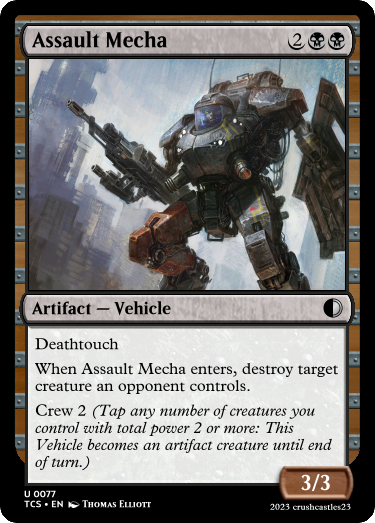 Assault Mecha 2
Artifact — Vehicle
Deathtouch
When Assault Mecha enters, destroy target
creature an opponent controls.
Crew 2 (Tap any number of creatures you
control with total power 2 or more: This
Vehicle becomes an artifact creature until end
of turn.)
3/3
U 0077
TCS • EN Thomas Elliott
2023 crushcastles23